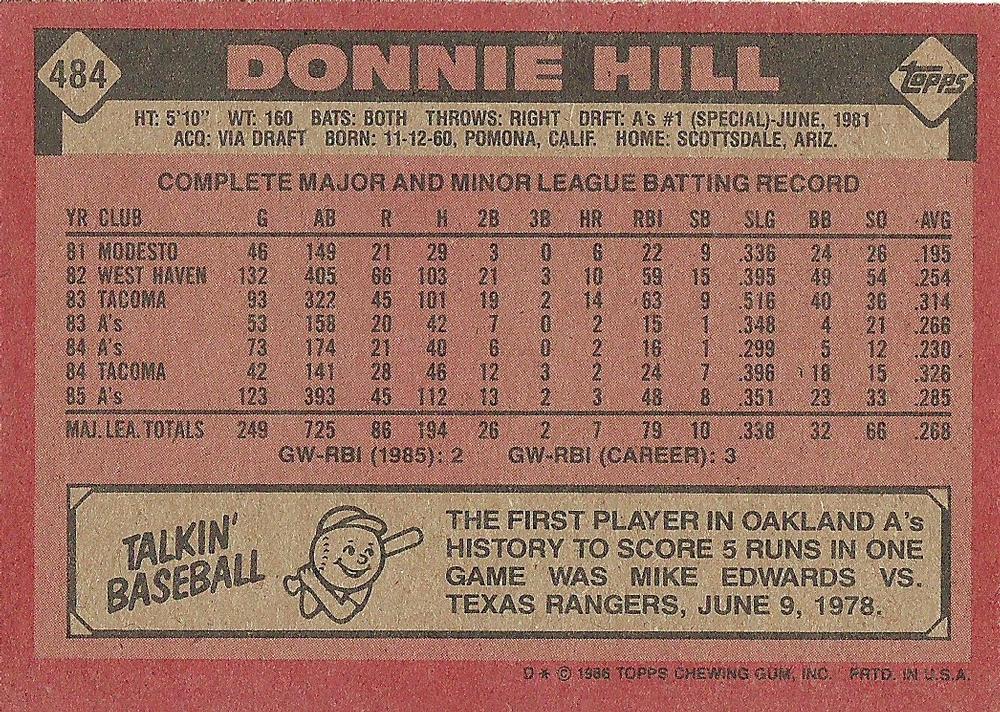 484 DONNIE HILL TOPPS
HT: 5'10" WT: 160 BATS: BOTH THROWS: RIGHT DRFT: A's #1 (SPECIAL)-JUNE, 1981
ACQ: VIA DRAFT BORN: 11-12-60, POMONA, CALIF. HOME: SCOTTSDALE, ARIZ.
COMPLETE MAJOR AND MINOR LEAGUE BATTING RECORD
YR CLUB G AB R H 2B 3B HR RBI SB SLG BB SO AVG
81 MODESTO 46 149 21 29 3 0 6 22 9 .336 24 26 .195
82 WEST HAVEN 132 405 66 103 21 3 10 59 15 .395 49 54 .254
83 TACOMA 93 322 45 101 19 2 14 63 9 .516 40 36 .314
83 A's 53 158 20 42 7 0 2 15 1 .348 4 21 .266
84 A's 73 174 21 40 6 0 2 16 1 .299 5 12 .230
84 TACOMA 42 141 28 46 12 3 2 24 7 .396 18 15 .326
85 A's 123 393 45 112 13 2 3 48 8 .351 23 33 .285
MAJ. LEA. TOTALS 249 725 86 194 26 2 7 79 10 .338 32 66 .268
GW-RBI (1985): 2 GW-RBI (CAREER): 3
TALKIN'
BASEBALL
THE FIRST PLAYER IN OAKLAND A's
HISTORY TO SCORE 5 RUNS IN ONE
GAME WAS MIKE EDWARDS VS.
TEXAS RANGERS, JUNE 9, 1978.
D * © 1986 TOPPS CHEWING GUM, INC. PRTD. IN U.S.A.